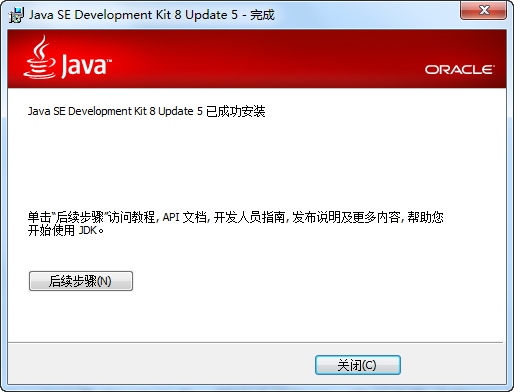 Java SE Development Kit 8 Update 5 - 完成
Java™
ORACLE®
Java SE Development Kit 8 Update 5 已成功安装
单击“后续步骤”访问教程, API 文档, 开发人员指南, 发布说明及更多内容, 帮助您
开始使用 JDK。
后续步骤(N)
关闭(C)